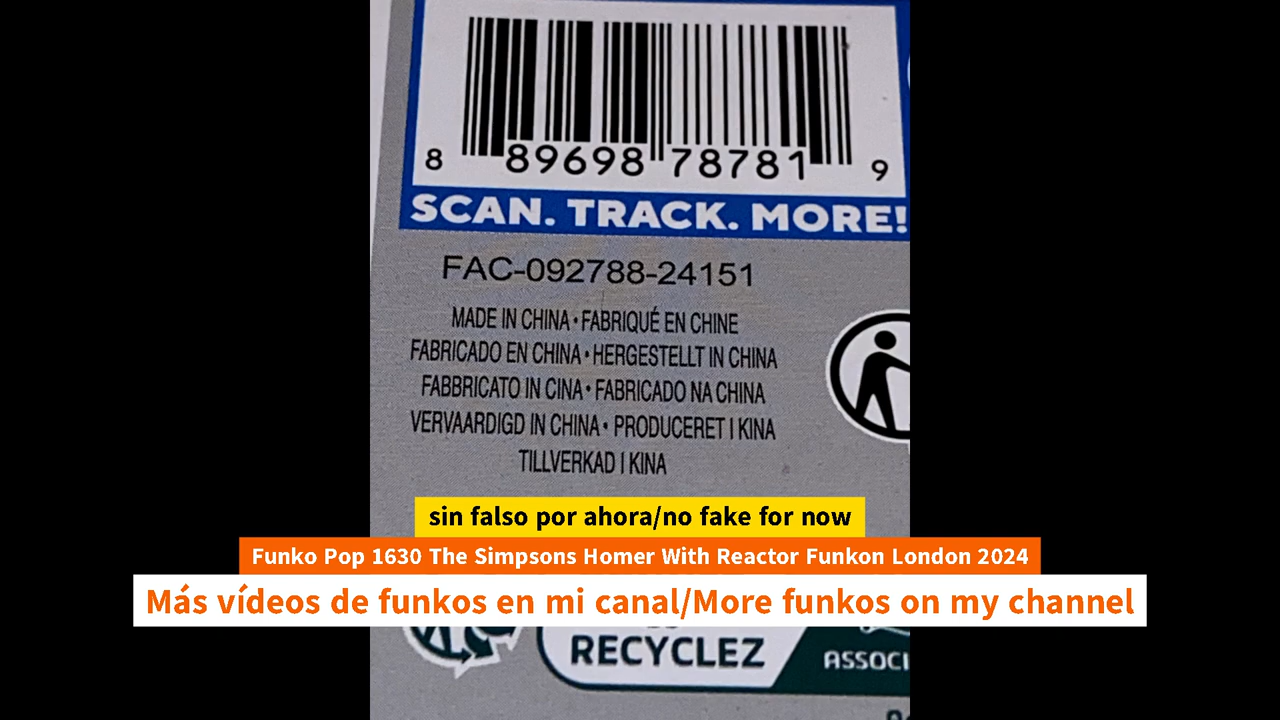 8 89698 78781 9
SCAN. TRACK. MORE!
FAC-092788-24151
MADE IN CHINA • FABRIQUÉ EN CHINE
FABRICADO EN CHINA • HERGESTELLT IN CHINA
FABBRICATO IN CINA • FABRICADO NA CHINA
VERVAARDIGD IN CHINA • PRODUCERET I KINA
TILLVERKAD I KINA
sin falso por ahora/no fake for now
Funko Pop 1630 The Simpsons Homer With Reactor Funkon London 2024
Más vídeos de funkos en mi canal/More funkos on my channel
RECYCLEZ
ASSOCI